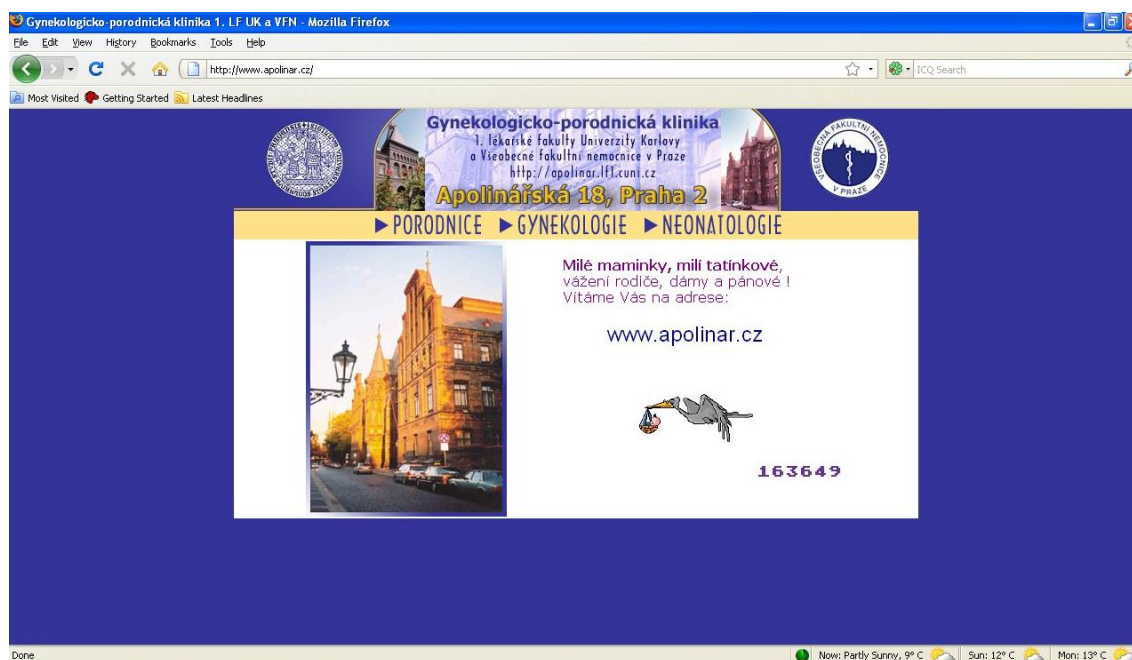 Gynekologicko-porodnická klinika 1. LF UK a VFN - Mozilla Firefox
File Edit View History Bookmarks Tools Help
http://www.apolinar.cz/
ICQ Search
Most Visited Getting Started Latest Headlines
Gynekologicko-porodnická klinika
1. lékařské fakulty Univerzity Karlovy
a Všeobecné fakultní nemocnice v Praze
http://apolinar.lf1.cuni.cz
Apolinářská 18, Praha 2
VŠEOBECNÁ FAKULTNÍ NEMOCNICE
V PRAZE
PORODNICE GYNEKOLOGIE NEONATOLOGIE
Milé maminky, milí tatínkové,
vážení rodiče, dámy a pánové !
Vítáme Vás na adrese:
www.apolinar.cz
163649
Done
Now: Partly Sunny, 9° C Sun: 12° C Mon: 13° C